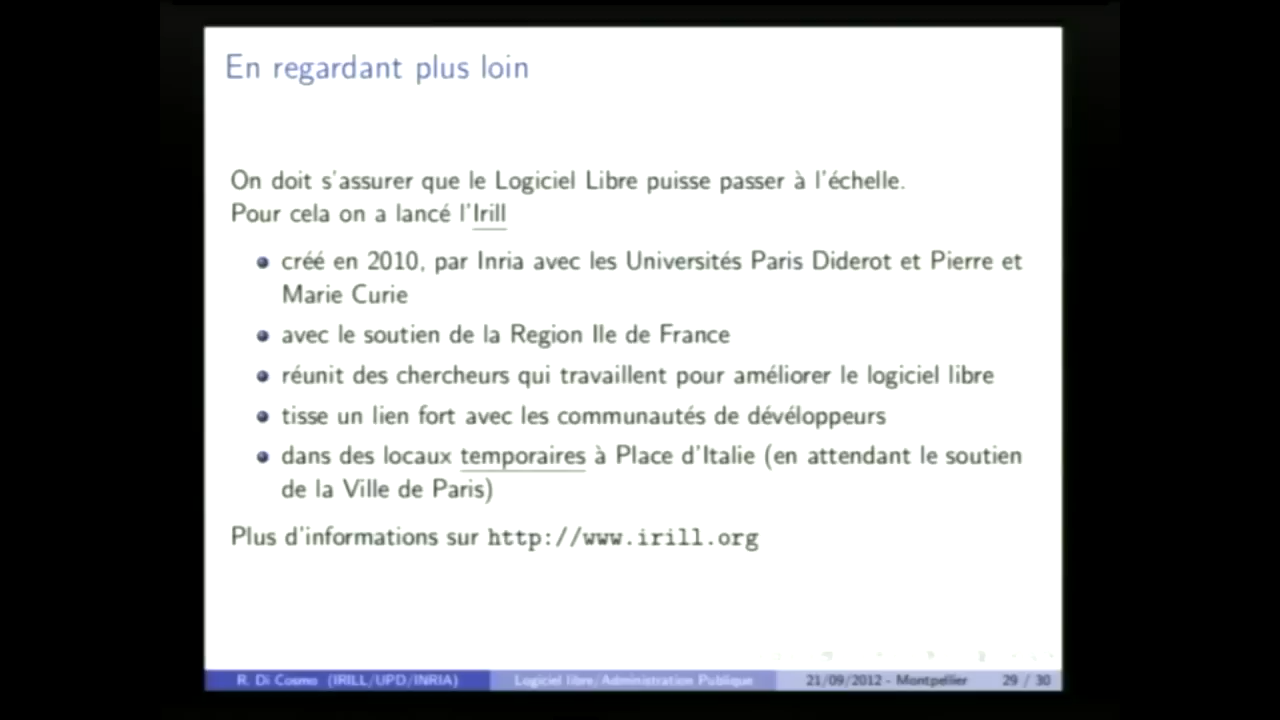 En regardant plus loin
On doit s'assurer que le Logiciel Libre puisse passer à l'échelle.
Pour cela on a lancé l'Irill
créé en 2010, par Inria avec les Universités Paris Diderot et Pierre et
Marie Curie
avec le soutien de la Region Ile de France
réunit des chercheurs qui travaillent pour améliorer le logiciel libre
tisse un lien fort avec les communautés de dévéloppeurs
dans des locaux temporaires à Place d'Italie (en attendant le soutien
de la Ville de Paris)
Plus d'informations sur http://www.irill.org
R. Di Cosmo (IRILL/UPD/INRIA) Logiciel libre/Administration Publique 21/09/2012 - Montpellier 29 / 30